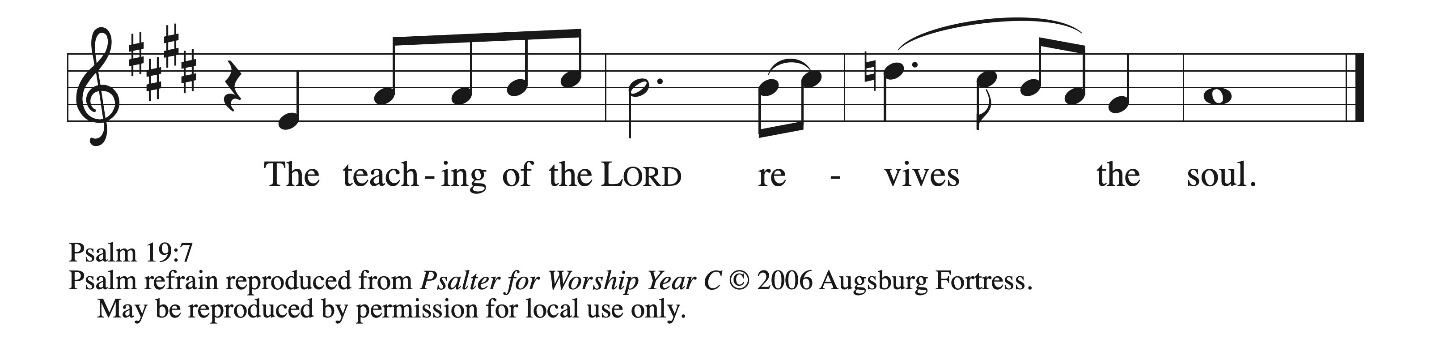 The teach - ing of the LORD re - vives the soul.
Psalm 19:7
Psalm refrain reproduced from Psalter for Worship Year C © 2006 Augsburg Fortress.
May be reproduced by permission for local use only.